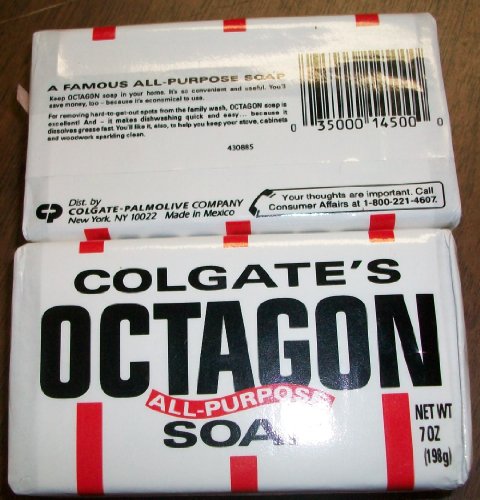 A FAMOUS ALL-PURPOSE SOAP
Keep OCTAGON soap in your home. It's so convenient and useful. You'll
save money, too – because it's economical to use.
For removing hard-to-get-out spots from the family wash, OCTAGON soap is
excellent! And – it makes dishwashing quick and easy... because it
dissolves grease fast. You'll like it, also, to help you keep your stove, cabinets
and woodwork sparkling clean.
430885
0 35000 14500 0
CP Dist. by
COLGATE-PALMOLIVE COMPANY
New York, NY 10022 Made in Mexico
Your thoughts are important. Call
Consumer Affairs at 1-800-221-4607.
COLGATE'S
OCTAGON
ALL-PURPOSE
SOAP
NET WT
7 OZ
(198g)